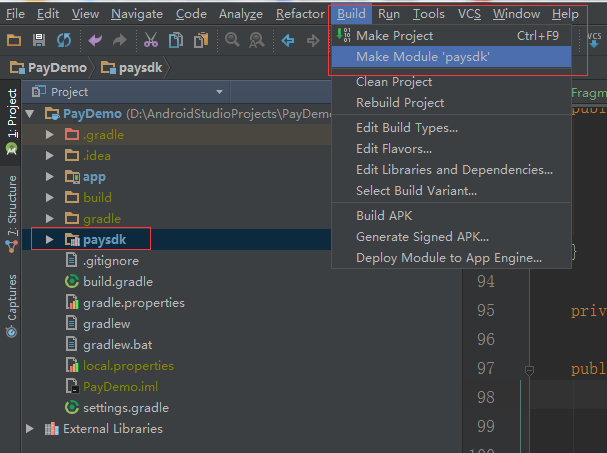 File Edit View Navigate Code Analyze Refactor Build Run Tools VCS Window Help
PayDemo paysdk
Make Project Ctrl+F9
Make Module 'paysdk'
Clean Project
Rebuild Project
Edit Build Types...
Edit Flavors...
Edit Libraries and Dependencies...
Select Build Variant...
Build APK
Generate Signed APK...
Deploy Module to App Engine...
VCS
VCS
1: Project
7: Structure
Captures
Project
PayDemo (D:\AndroidStudioProjects\PayDemo
.gradle
.idea
app
build
gradle
paysdk
.gitignore
build.gradle
gradle.properties
gradlew
gradlew.bat
local.properties
PayDemo.iml
settings.gradle
External Libraries
Fragm
}
94
95 priv
96
97 publ
98
99